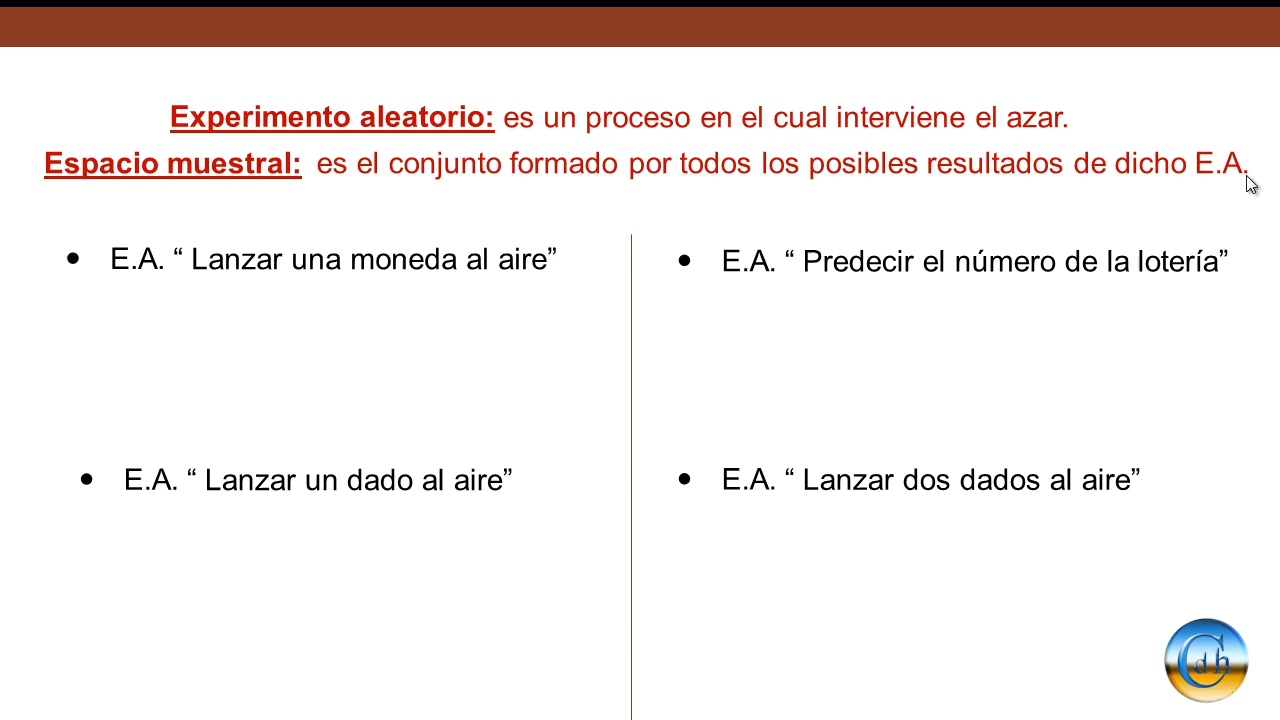 Experimento aleatorio: es un proceso en el cual interviene el azar.
Espacio muestral: es el conjunto formado por todos los posibles resultados de dicho E.A.
• E.A. “ Lanzar una moneda al aire”
• E.A. “ Predecir el número de la lotería”
• E.A. “ Lanzar un dado al aire”
• E.A. “ Lanzar dos dados al aire”
Cdh